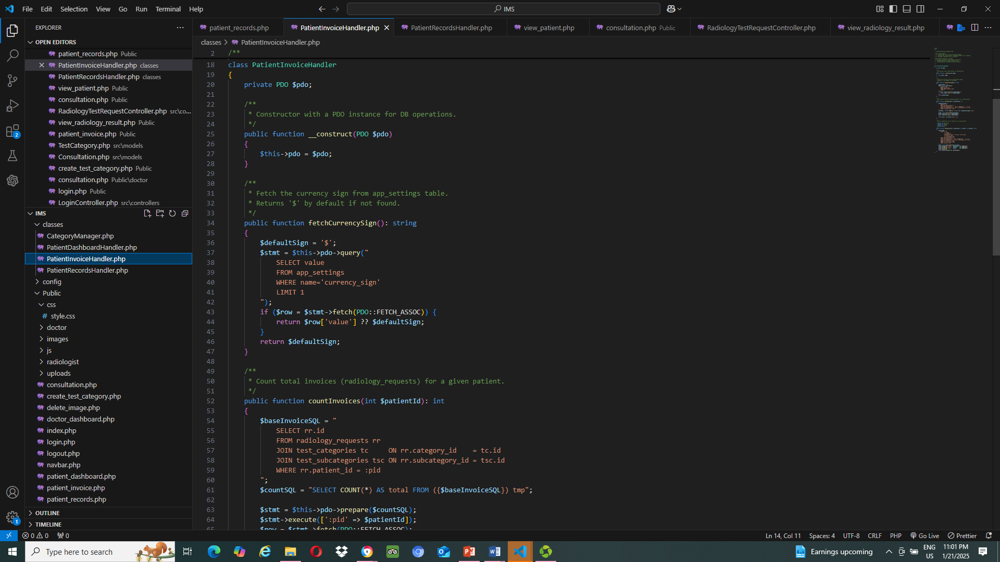 File Edit Selection View Go Run Terminal Help
IMS
EXPLORER
OPEN EDITORS
patient_records.php Public
PatientInvoiceHandler.php classes
PatientRecordsHandler.php classes
view_patient.php Public
consultation.php Public
RadiologyTestRequestController.php src\co...
view_radiology_result.php Public
patient_invoice.php Public
TestCategory.php src\models
Consultation.php src\models
create_test_category.php Public
consultation.php Public\doctor
login.php Public
LoginController.php src\controllers
IMS
classes
CategoryManager.php
PatientDashboardHandler.php
PatientInvoiceHandler.php
PatientRecordsHandler.php
config
Public
css
# style.css
doctor
images
js
radiologist
uploads
consultation.php
create_test_category.php
delete_image.php
doctor_dashboard.php
index.php
login.php
logout.php
navbar.php
patient_dashboard.php
patient_invoice.php
patient_records.php
OUTLINE
TIMELINE
patient_records.php PatientInvoiceHandler.php PatientRecordsHandler.php view_patient.php consultation.php Public RadiologyTestRequestController.php view_radiology_result.php
classes > PatientInvoiceHandler.php
2 /**
18 class PatientInvoiceHandler
19 {
20 private PDO $pdo;
21
22 /**
23 * Constructor with a PDO instance for DB operations.
24 */
25 public function __construct(PDO $pdo)
26 {
27 $this->pdo = $pdo;
28 }
29
30 /**
31 * Fetch the currency sign from app_settings table.
32 * Returns '$' by default if not found.
33 */
34 public function fetchCurrencySign(): string
35 {
36 $defaultSign = '$';
37 $stmt = $this->pdo->query("
38 SELECT value
39 FROM app_settings
40 WHERE name='currency_sign'
41 LIMIT 1
42 ");
43 if ($row = $stmt->fetch(PDO::FETCH_ASSOC)) {
44 return $row['value'] ?? $defaultSign;
45 }
46 return $defaultSign;
47 }
48
49 /**
50 * Count total invoices (radiology_requests) for a given patient.
51 */
52 public function countInvoices(int $patientId): int
53 {
54 $baseInvoiceSQL = "
55 SELECT rr.id
56 FROM radiology_requests rr
57 JOIN test_categories tc ON rr.category_id = tc.id
58 JOIN test_subcategories tsc ON rr.subcategory_id = tsc.id
59 WHERE rr.patient_id = :pid
60 ";
61 $countSQL = "SELECT COUNT(*) AS total FROM ({$baseInvoiceSQL}) tmp";
62
63 $stmt = $this->pdo->prepare($countSQL);
64 $stmt->execute([':pid' => $patientId]);
65 $row = $stmt->fetch(PDO::FETCH_ASSOC);
2
1
0 0 0
Ln 14, Col 11 Spaces: 4 UTF-8 CRLF PHP Go Live Prettier
Type here to search
Earnings upcoming
ENG
US
11:01 PM
1/21/2025